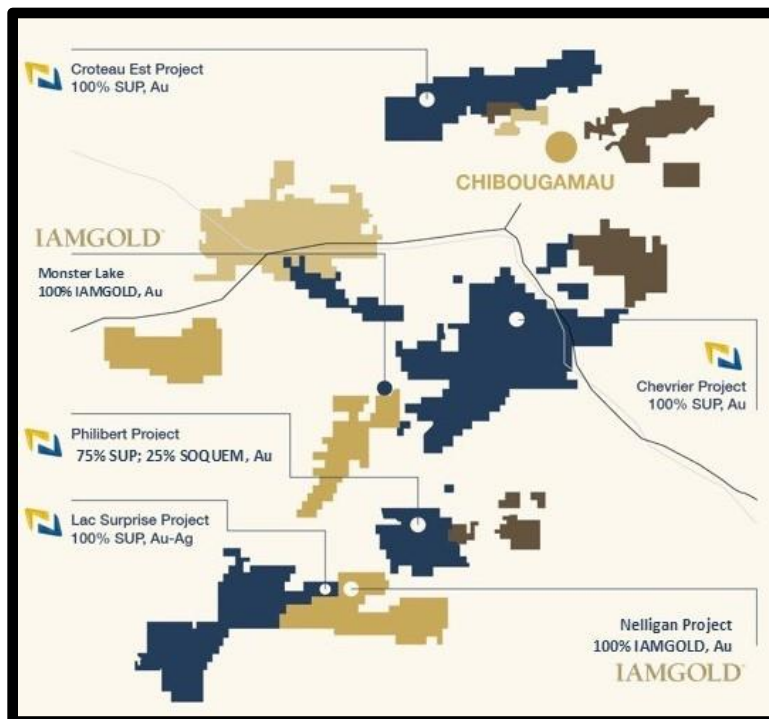 Croteau Est Project
100% SUP, Au
CHIBOUGAMAU
IAMGOLD
Monster Lake
100% IAMGOLD, Au
Chevrier Project
100% SUP, Au
Philibert Project
75% SUP; 25% SOQUEM, Au
Lac Surprise Project
100% SUP, Au-Ag
Nelligan Project
100% IAMGOLD, Au
IAMGOLD